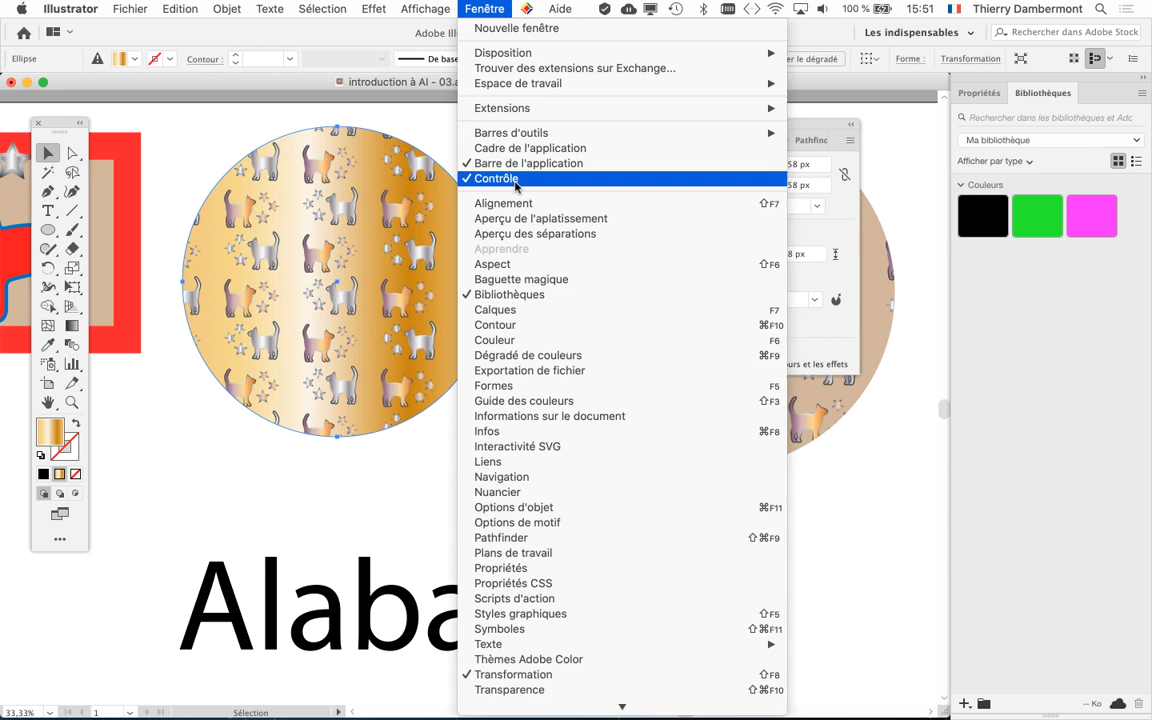 Illustrator Fichier Edition Objet Texte Sélection Effet Affichage Fenêtre Aide 100 % 15:51 Thierry Dambermont
Adobe Ill
Les indispensables
Rechercher dans Adobe Stock
Ellipse
Contour :
De base
er le dégradé
Forme :
Transformation
introduction à AI - 03.a
Nouvelle fenêtre
Disposition
Trouver des extensions sur Exchange...
Espace de travail
Extensions
Barres d'outils
Cadre de l'application
✓ Barre de l'application
✓ Contrôle
Alignement ⇧F7
Aperçu de l'aplatissement
Aperçu des séparations
Apprendre
Aspect ⇧F6
Baguette magique
✓ Bibliothèques
Calques F7
Contour ⌘F10
Couleur F6
Dégradé de couleurs ⌘F9
Exportation de fichier
Formes F5
Guide des couleurs ⇧F3
Informations sur le document
Infos ⌘F8
Interactivité SVG
Liens
Navigation
Nuancier
Options d'objet ⌘F11
Options de motif
Pathfinder ⇧⌘F9
Plans de travail
Propriétés
Propriétés CSS
Scripts d'action
Styles graphiques ⇧F5
Symboles ⇧⌘F11
Texte
Thèmes Adobe Color
✓ Transformation ⇧F8
Transparence ⇧⌘F10
Pathfinc
58 px
58 px
8 px
urs et les effets
Propriétés Bibliothèques
Rechercher dans les bibliothèques et Adc
Ma bibliothèque
Afficher par type
Couleurs
-- Ko
Alaba
33,33% 1 Sélection